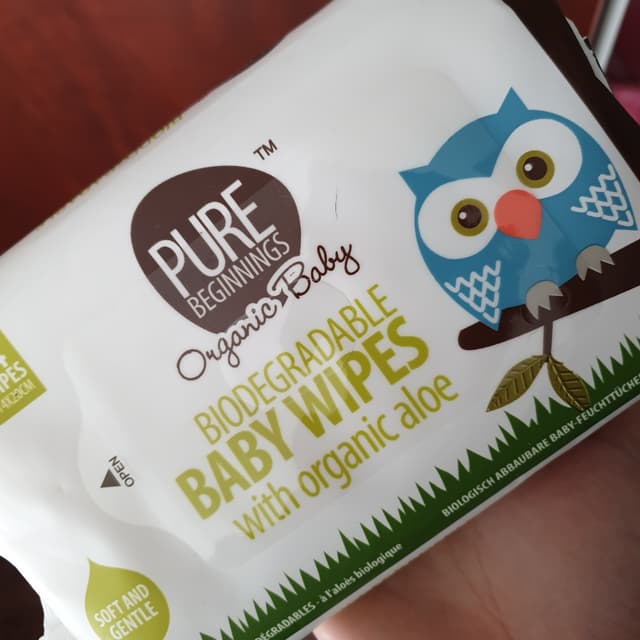 PURE
BEGINNINGS
TM
Organic Baby
BIODEGRADABLE
BABY WIPES
with organic aloe
OPEN
SOFT AND
GENTLE
BIOLOGISCH ABBAUBARE BABY-FEUCHTTÜCHE
à l'aloès biologique